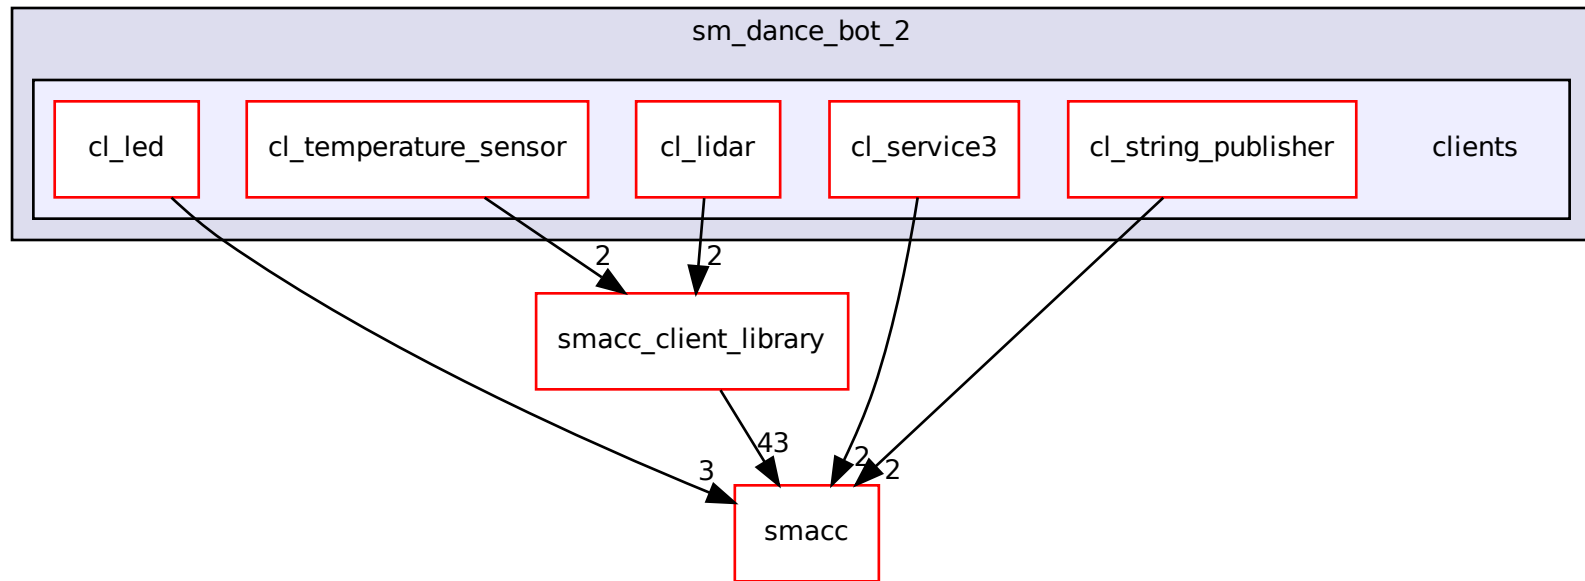 sm_dance_bot_2
cl_led
cl_temperature_sensor
cl_lidar
cl_service3
cl_string_publisher
clients
2
2
smacc_client_library
43
3
2
2
smacc